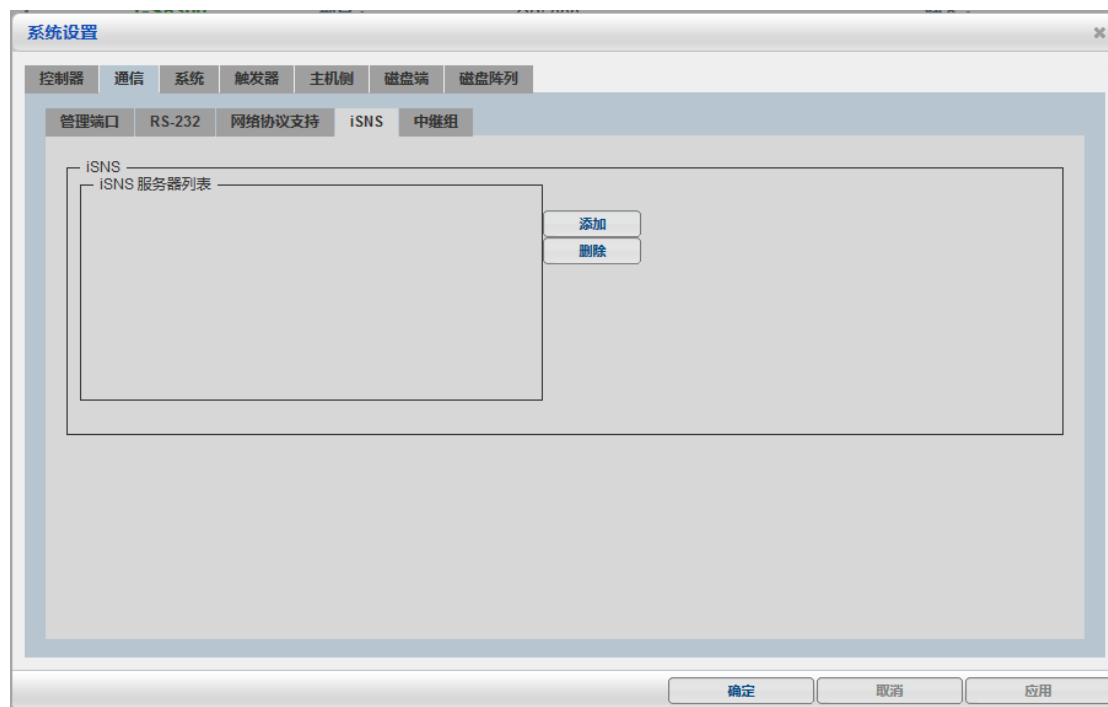 系统设置
控制器 通信 系统 触发器 主机侧 磁盘端 磁盘阵列
管理端口 RS-232 网络协议支持 iSNS 中继组
iSNS
iSNS 服务器列表
添加
删除
确定 取消 应用